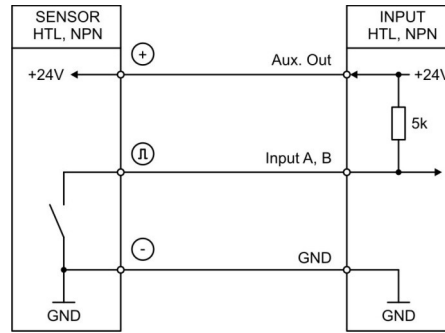 SENSOR
HTL, NPN
INPUT
HTL, NPN
+
Aux. Out
+24V
+24V
5k
Input A, B
-
GND
GND
GND